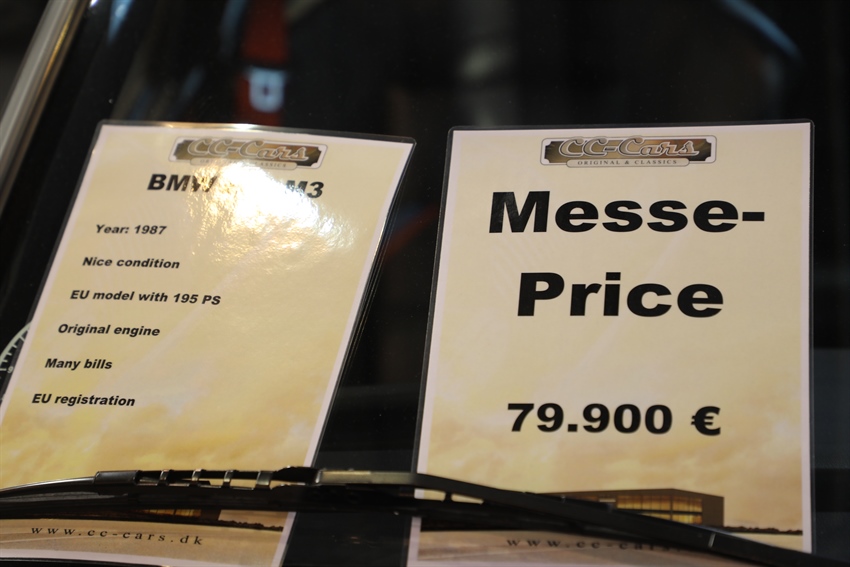 CC-Cars
ORIGINAL & CLASSICS
BMW M3
Year: 1987
Nice condition
EU model with 195 PS
Original engine
Many bills
EU registration
www.cc-cars.dk
CC-Cars
ORIGINAL & CLASSICS
Messe-
Price
79.900 €
www.cc-cars.dk